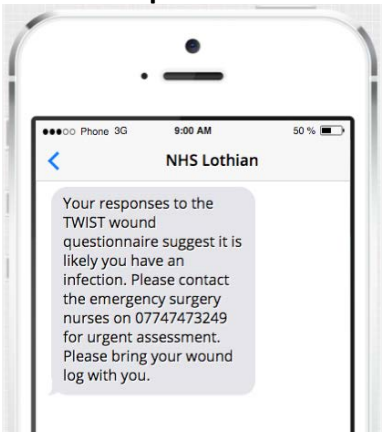 ●●●○○ Phone 3G 9:00 AM 50 %
NHS Lothian
Your responses to the
TWIST wound
questionnaire suggest it is
likely you have an
infection. Please contact
the emergency surgery
nurses on 07747473249
for urgent assessment.
Please bring your wound
log with you.